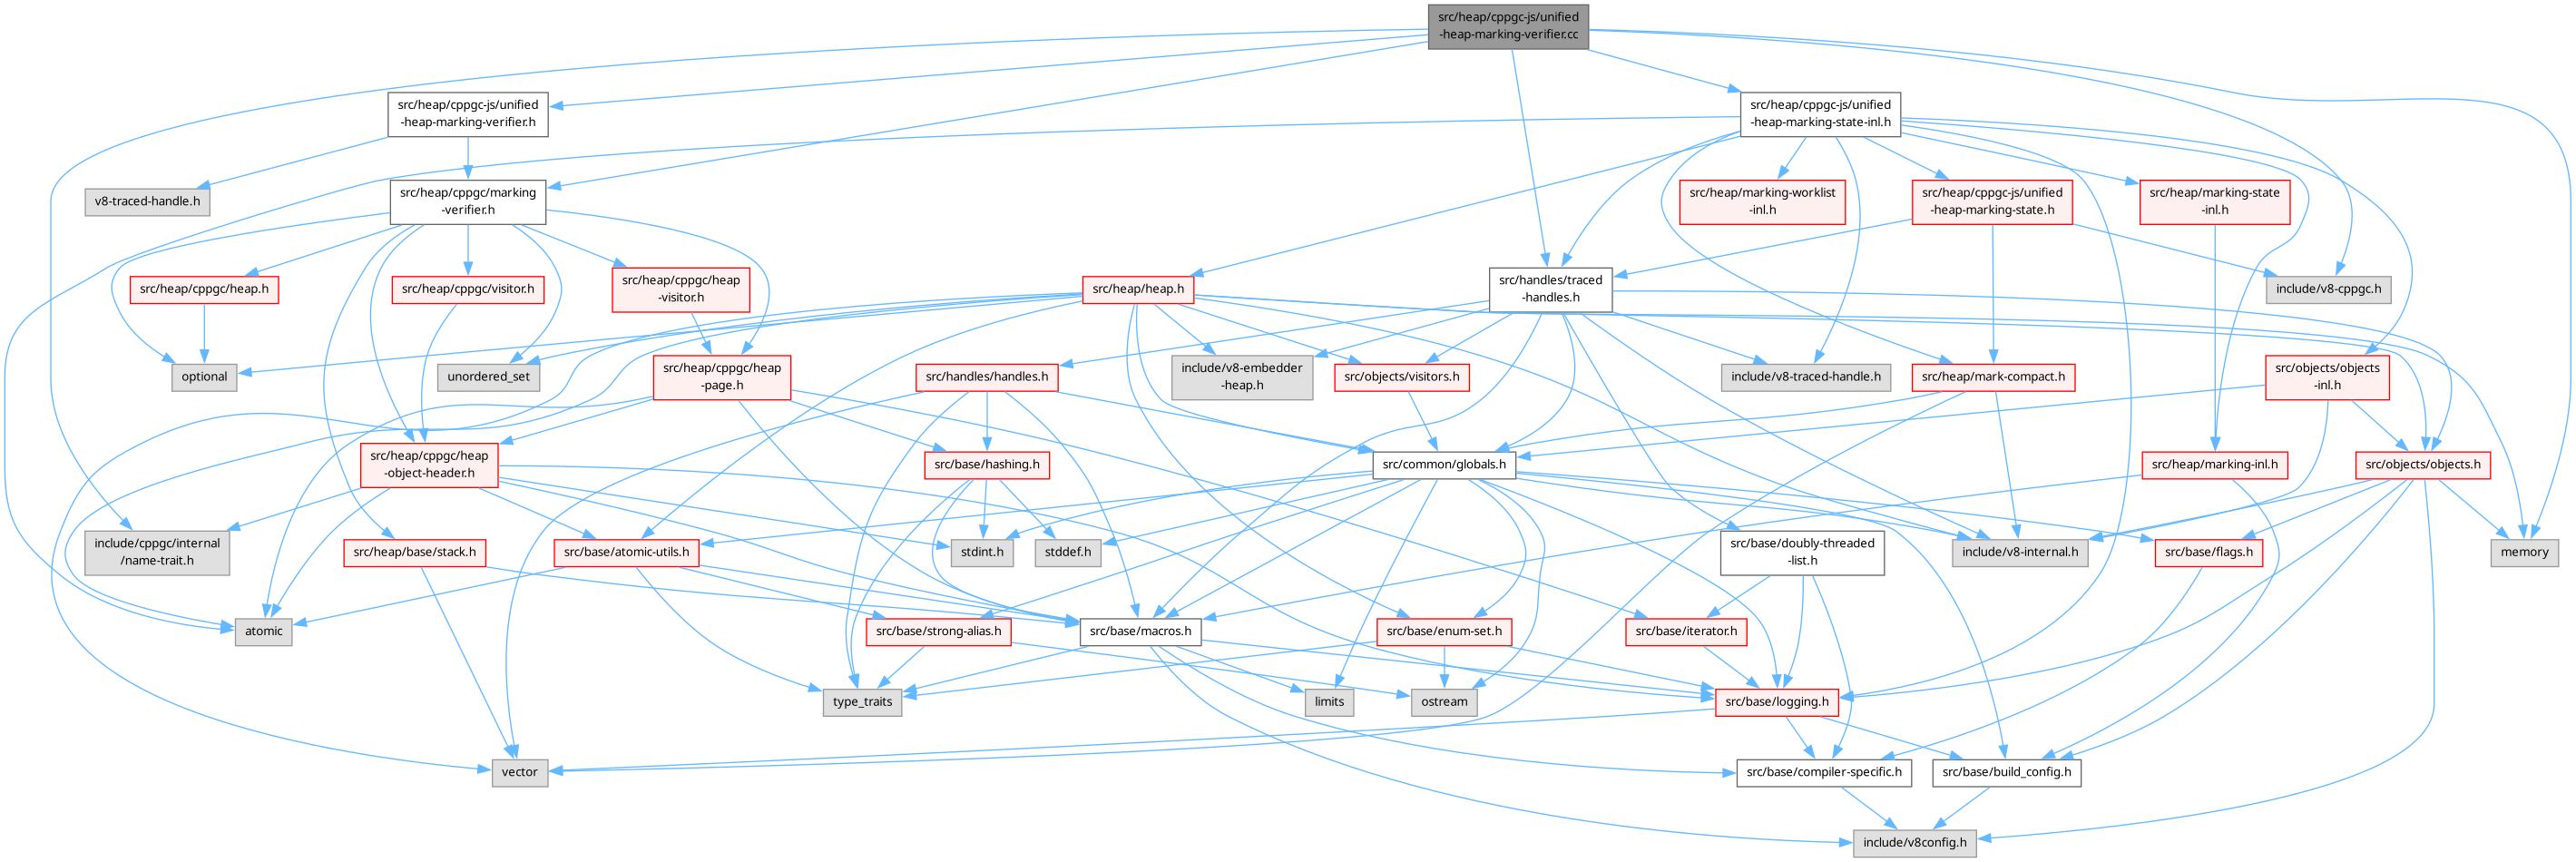 src/heap/cppgc-js/unified
-heap-marking-verifier.cc
src/heap/cppgc-js/unified
-heap-marking-verifier.h
src/heap/cppgc-js/unified
-heap-marking-state-inl.h
v8-traced-handle.h
src/heap/cppgc/marking
-verifier.h
src/heap/marking-worklist
-inl.h
src/heap/cppgc-js/unified
-heap-marking-state.h
src/heap/marking-state
-inl.h
src/heap/cppgc/heap.h
src/heap/cppgc/visitor.h
src/heap/cppgc/heap
-visitor.h
src/heap/heap.h
src/handles/traced
-handles.h
include/v8-cppgc.h
optional
unordered_set
src/heap/cppgc/heap
-page.h
src/handles/handles.h
include/v8-embedder
-heap.h
src/objects/visitors.h
include/v8-traced-handle.h
src/heap/mark-compact.h
src/objects/objects
-inl.h
src/heap/cppgc/heap
-object-header.h
src/base/hashing.h
src/common/globals.h
src/heap/marking-inl.h
src/objects/objects.h
include/cppgc/internal
/name-trait.h
src/heap/base/stack.h
src/base/atomic-utils.h
stdint.h
stddef.h
src/base/doubly-threaded
-list.h
include/v8-internal.h
src/base/flags.h
memory
atomic
src/base/strong-alias.h
src/base/macros.h
src/base/enum-set.h
src/base/iterator.h
type_traits
limits
ostream
src/base/logging.h
vector
src/base/compiler-specific.h
src/base/build_config.h
include/v8config.h